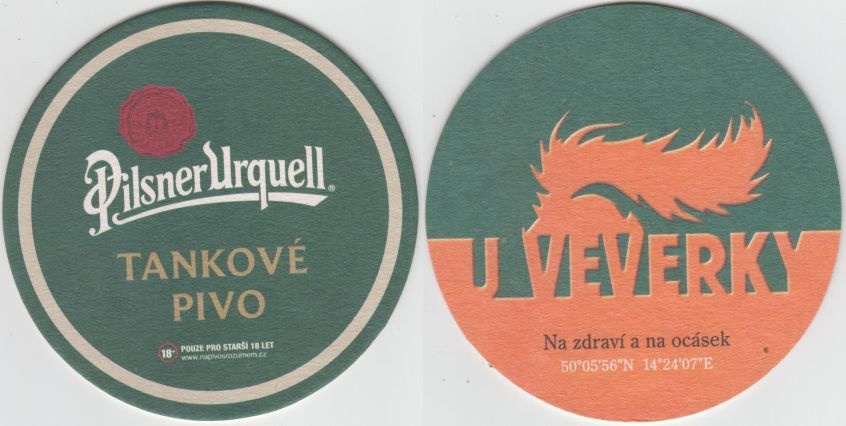 Pilsner Urquell ®
TANKOVÉ
PIVO
18+ POUZE PRO STARŠÍ 18 LET
www.napivosrozumem.cz
U VEVERKY
Na zdraví a na ocásek
50°05'56"N 14°24'07"E